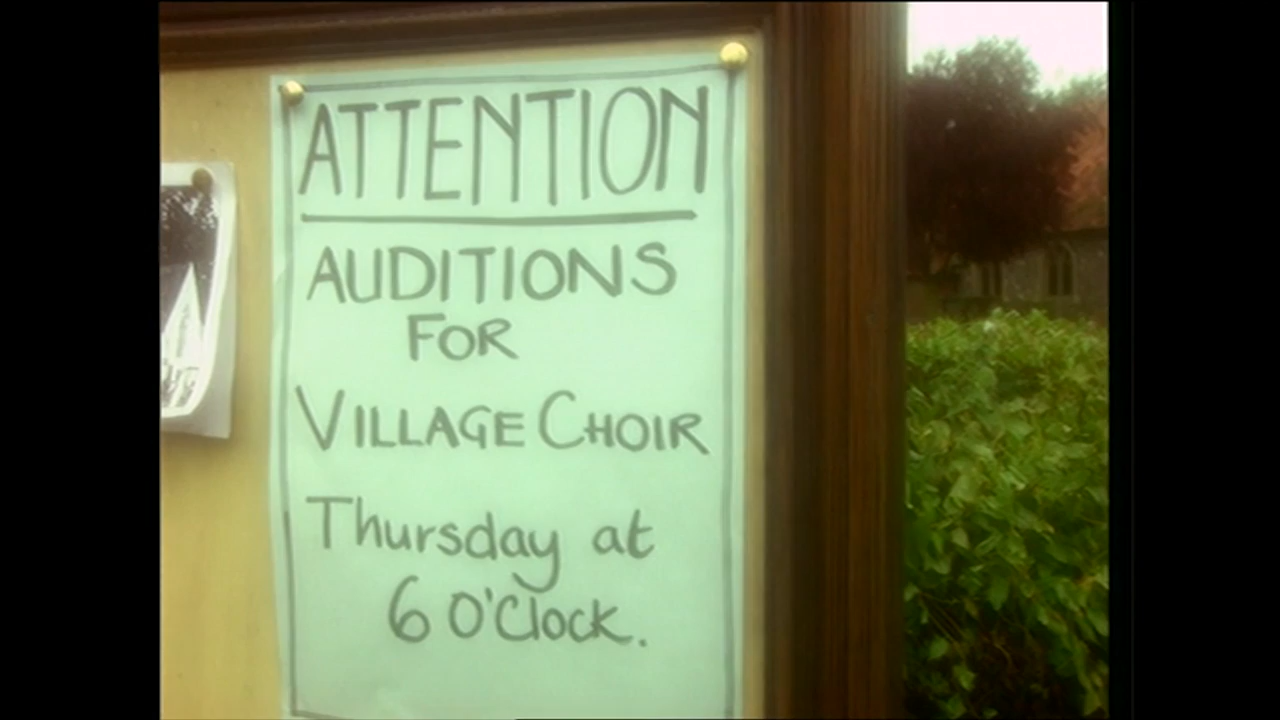 ATTENTION
AUDITIONS
FOR
VILLAGE CHOIR
Thursday at
6 O'Clock.